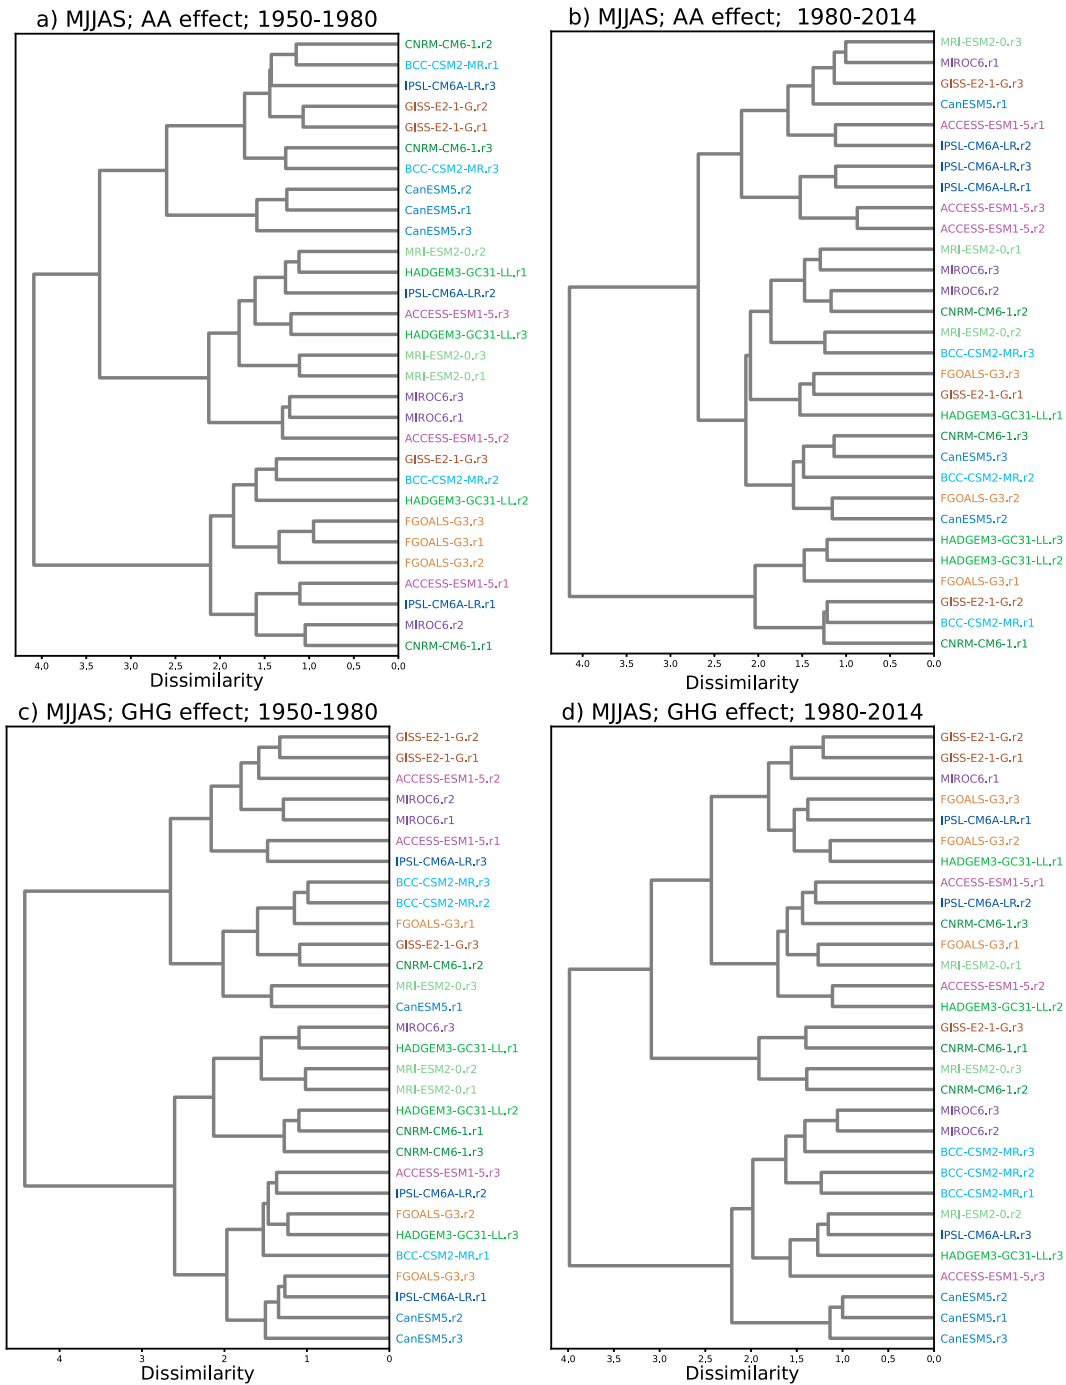 a) MJJAS; AA effect; 1950-1980
CNRM-CM6-1.r2
BCC-CSM2-MR.r1
IPSL-CM6A-LR.r3
GISS-E2-1-G.r2
GISS-E2-1-G.r1
CNRM-CM6-1.r3
BCC-CSM2-MR.r3
CanESM5.r2
CanESM5.r1
CanESM5.r3
MRI-ESM2-0.r2
HADGEM3-GC31-LL.r1
IPSL-CM6A-LR.r2
ACCESS-ESM1-5.r3
HADGEM3-GC31-LL.r3
MRI-ESM2-0.r3
MRI-ESM2-0.r1
MIROC6.r3
MIROC6.r1
ACCESS-ESM1-5.r2
GISS-E2-1-G.r3
BCC-CSM2-MR.r2
HADGEM3-GC31-LL.r2
FGOALS-G3.r3
FGOALS-G3.r1
FGOALS-G3.r2
ACCESS-ESM1-5.r1
IPSL-CM6A-LR.r1
MIROC6.r2
CNRM-CM6-1.r1
4.0 3.5 3.0 2.5 2.0 1.5 1.0 0.5 0.0
Dissimilarity
b) MJJAS; AA effect; 1980-2014
MRI-ESM2-0.r3
MIROC6.r1
GISS-E2-1-G.r3
CanESM5.r1
ACCESS-ESM1-5.r1
IPSL-CM6A-LR.r2
IPSL-CM6A-LR.r3
IPSL-CM6A-LR.r1
ACCESS-ESM1-5.r3
ACCESS-ESM1-5.r2
MRI-ESM2-0.r1
MIROC6.r3
MIROC6.r2
CNRM-CM6-1.r2
MRI-ESM2-0.r2
BCC-CSM2-MR.r3
FGOALS-G3.r3
GISS-E2-1-G.r1
HADGEM3-GC31-LL.r1
CNRM-CM6-1.r3
CanESM5.r3
BCC-CSM2-MR.r2
FGOALS-G3.r2
CanESM5.r2
HADGEM3-GC31-LL.r3
HADGEM3-GC31-LL.r2
FGOALS-G3.r1
GISS-E2-1-G.r2
BCC-CSM2-MR.r1
CNRM-CM6-1.r1
4.0 3.5 3.0 2.5 2.0 1.5 1.0 0.5 0.0
Dissimilarity
c) MJJAS; GHG effect; 1950-1980
GISS-E2-1-G.r2
GISS-E2-1-G.r1
ACCESS-ESM1-5.r2
MIROC6.r2
MIROC6.r1
ACCESS-ESM1-5.r1
IPSL-CM6A-LR.r3
BCC-CSM2-MR.r3
BCC-CSM2-MR.r2
FGOALS-G3.r1
GISS-E2-1-G.r3
CNRM-CM6-1.r2
MRI-ESM2-0.r3
CanESM5.r1
MIROC6.r3
HADGEM3-GC31-LL.r1
MRI-ESM2-0.r2
MRI-ESM2-0.r1
HADGEM3-GC31-LL.r2
CNRM-CM6-1.r1
CNRM-CM6-1.r3
ACCESS-ESM1-5.r3
IPSL-CM6A-LR.r2
FGOALS-G3.r2
HADGEM3-GC31-LL.r3
BCC-CSM2-MR.r1
FGOALS-G3.r3
IPSL-CM6A-LR.r1
CanESM5.r2
CanESM5.r3
4 3 2 1 0
Dissimilarity
d) MJJAS; GHG effect; 1980-2014
GISS-E2-1-G.r2
GISS-E2-1-G.r1
MIROC6.r1
FGOALS-G3.r3
IPSL-CM6A-LR.r1
FGOALS-G3.r2
HADGEM3-GC31-LL.r1
ACCESS-ESM1-5.r1
IPSL-CM6A-LR.r2
CNRM-CM6-1.r3
FGOALS-G3.r1
MRI-ESM2-0.r1
ACCESS-ESM1-5.r2
HADGEM3-GC31-LL.r2
GISS-E2-1-G.r3
CNRM-CM6-1.r1
MRI-ESM2-0.r3
CNRM-CM6-1.r2
MIROC6.r3
MIROC6.r2
BCC-CSM2-MR.r3
BCC-CSM2-MR.r2
BCC-CSM2-MR.r1
MRI-ESM2-0.r2
IPSL-CM6A-LR.r3
HADGEM3-GC31-LL.r3
ACCESS-ESM1-5.r3
CanESM5.r2
CanESM5.r1
CanESM5.r3
4.0 3.5 3.0 2.5 2.0 1.5 1.0 0.5 0.0
Dissimilarity